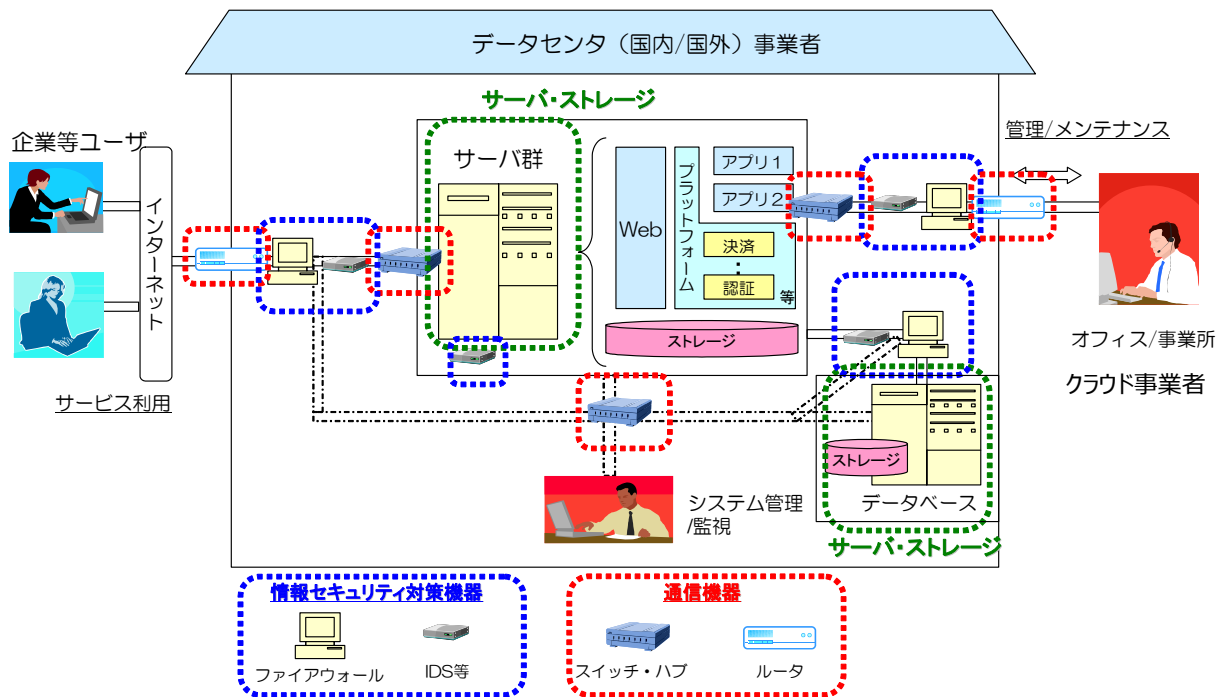 データセンタ（国内/国外）事業者
サーバ・ストレージ
企業等ユーザ
管理/メンテナンス
サーバ群
アプリ1
アプリ2
プラットフォーム
Web
インターネット
決済
：
認証
等
ストレージ
オフィス/事業所
クラウド事業者
サービス利用
ストレージ
システム管理
/監視
データベース
サーバ・ストレージ
情報セキュリティ対策機器
通信機器
ファイアウォール
IDS等
スイッチ・ハブ
ルータ